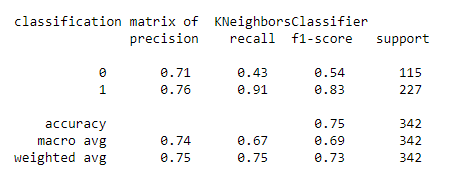 classification matrix of  KNeighborsClassifier
precision    recall  f1-score   support
0       0.71      0.43      0.54       115
1       0.76      0.91      0.83       227
accuracy                           0.75       342
macro avg       0.74      0.67      0.69       342
weighted avg       0.75      0.75      0.73       342